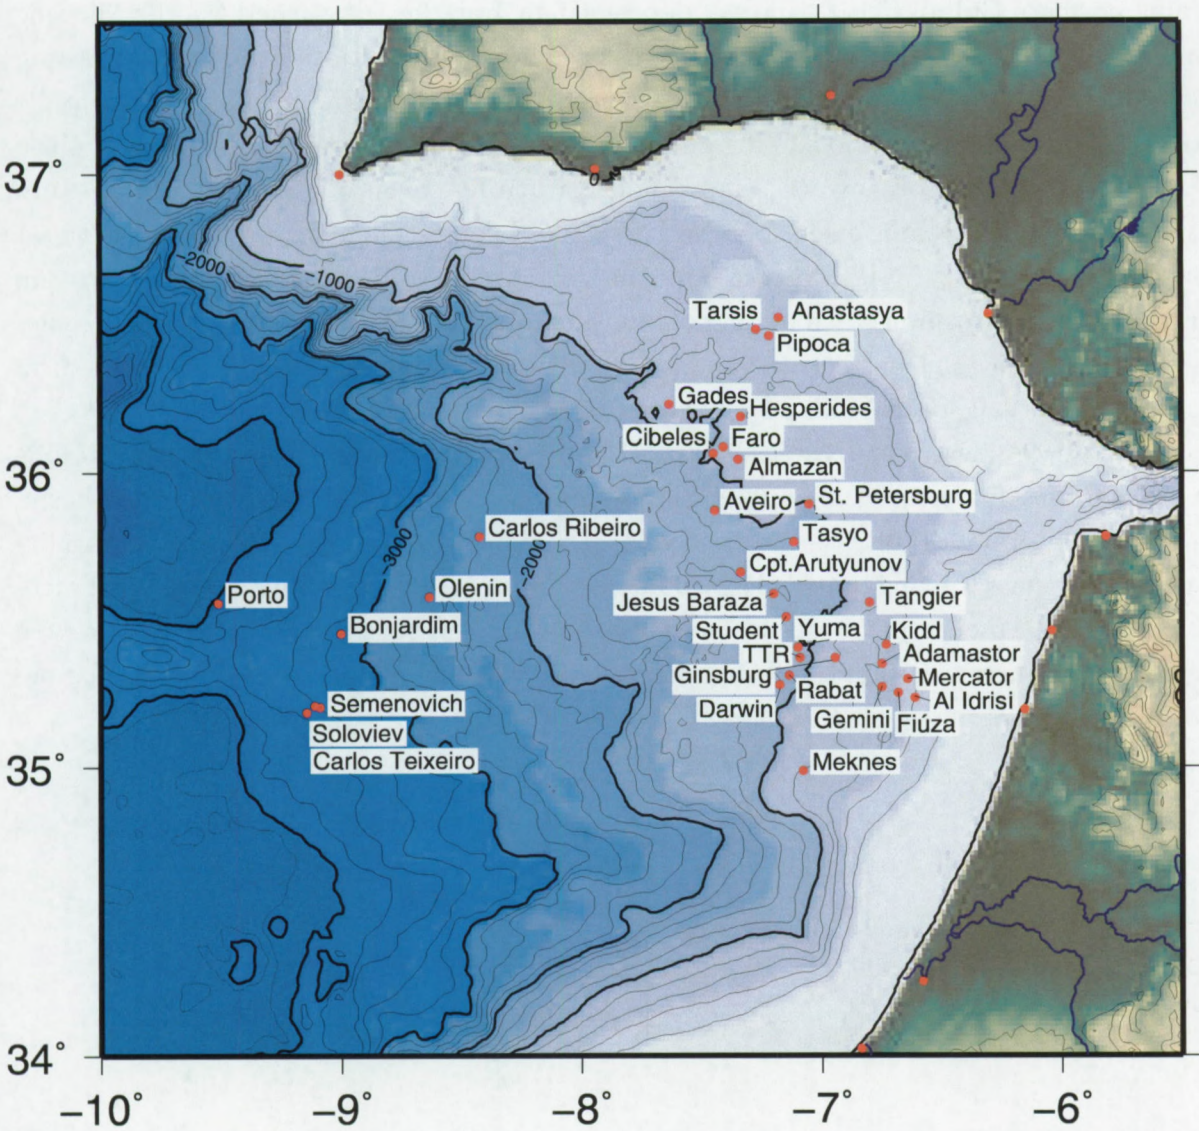 37°
36°
35°
34°
−10°
−9°
−8°
−7°
−6°
0
−2000
−1000
Tarsis
Anastasya
Pipoca
Gades
Hesperides
Cibeles
Faro
Almazan
Aveiro
St. Petersburg
Carlos Ribeiro
Tasyo
−3000
−2000
Cpt.Arutyunov
Porto
Olenin
Jesus Baraza
Tangier
Bonjardim
Student
Yuma
Kidd
TTR
Adamastor
Ginsburg
Mercator
Rabat
Al Idrisi
Semenovich
Darwin
Gemini
Fiúza
Soloviev
Carlos Teixeiro
Meknes